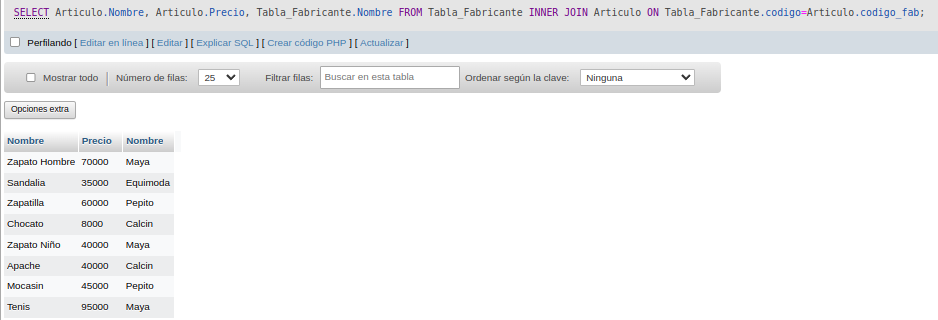 SELECT Articulo.Nombre, Articulo.Precio, Tabla_Fabricante.Nombre FROM Tabla_Fabricante INNER JOIN Articulo ON Tabla_Fabricante.codigo=Articulo.codigo_fab;
Perfilando [ Editar en línea ] [ Editar ] [ Explicar SQL ] [ Crear código PHP ] [ Actualizar ]
Mostrar todo | Número de filas: 25 Filtrar filas: Buscar en esta tabla Ordenar según la clave: Ninguna
Opciones extra
Nombre Precio Nombre
Zapato Hombre 70000 Maya
Sandalia 35000 Equimoda
Zapatilla 60000 Pepito
Chocato 8000 Calcin
Zapato Niño 40000 Maya
Apache 40000 Calcin
Mocasin 45000 Pepito
Tenis 95000 Maya